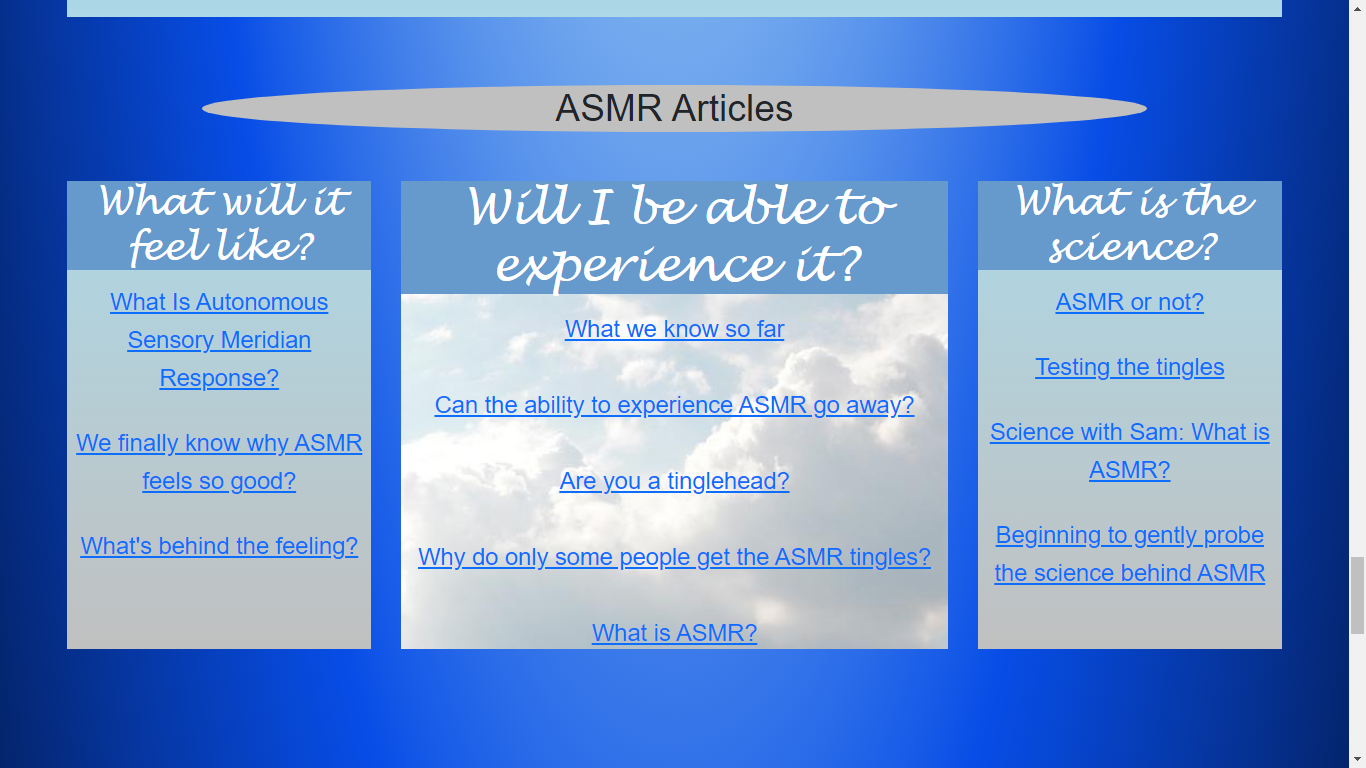 ASMR Articles
What will it
feel like?
What Is Autonomous
Sensory Meridian
Response?
We finally know why ASMR
feels so good?
What's behind the feeling?
Will I be able to
experience it?
What we know so far
Can the ability to experience ASMR go away?
Are you a tinglehead?
Why do only some people get the ASMR tingles?
What is ASMR?
What is the
science?
ASMR or not?
Testing the tingles
Science with Sam: What is
ASMR?
Beginning to gently probe
the science behind ASMR